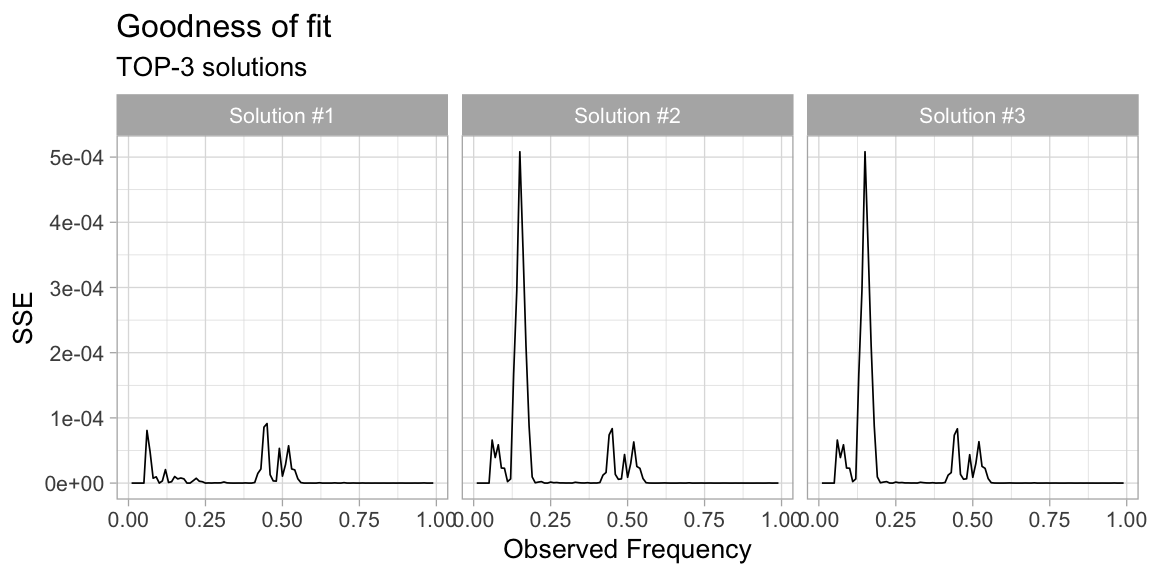 Goodness of fit
TOP-3 solutions
Solution #1 Solution #2 Solution #3
5e-04
4e-04
3e-04
2e-04
1e-04
0e+00
SSE
0.00 0.25 0.50 0.75 1.00 0.00 0.25 0.50 0.75 1.00 0.00 0.25 0.50 0.75 1.00
Observed Frequency